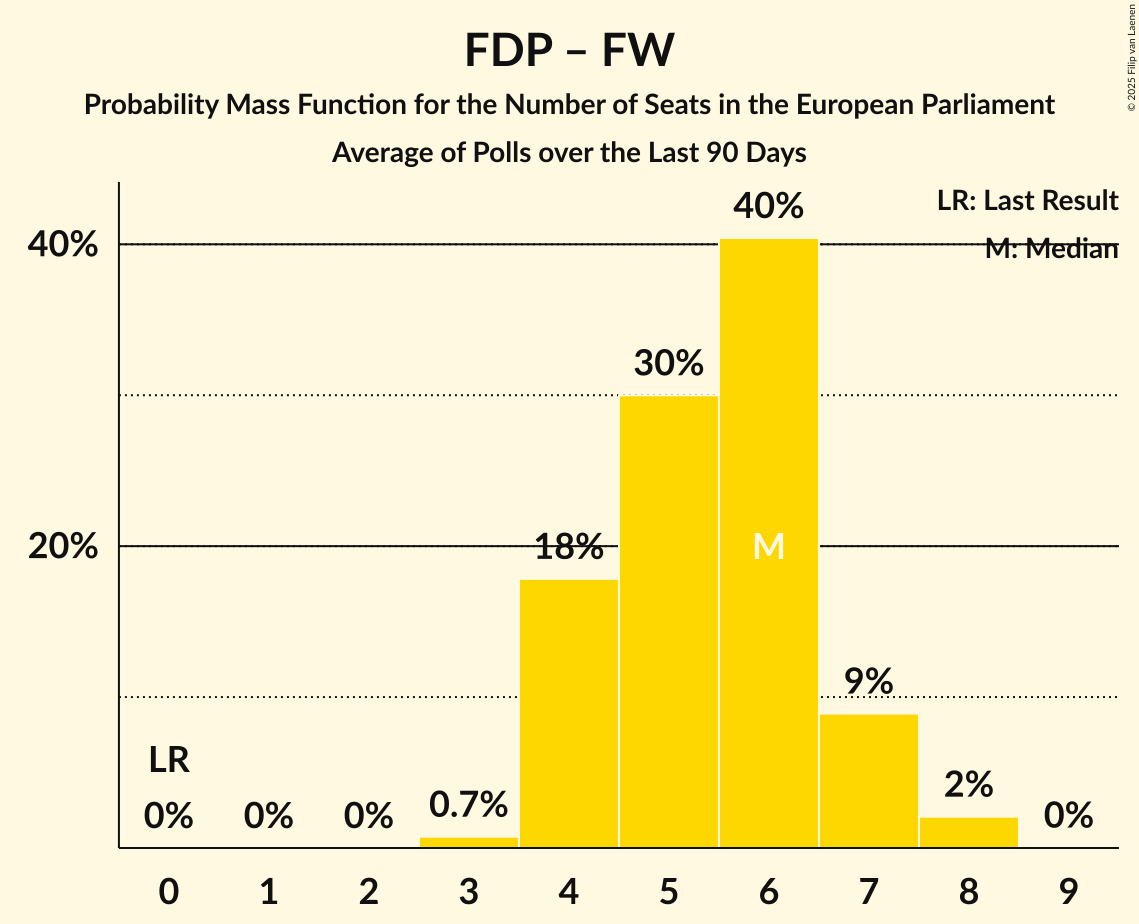 FDP – FW
Probability Mass Function for the Number of Seats in the European Parliament
Average of Polls over the Last 90 Days
© 2025 Filip van Laenen
LR: Last Result
M: Median
40%
20%
40%
30%
18%
M
9%
LR
0%
0%
0%
0.7%
2%
0%
0 1 2 3 4 5 6 7 8 9